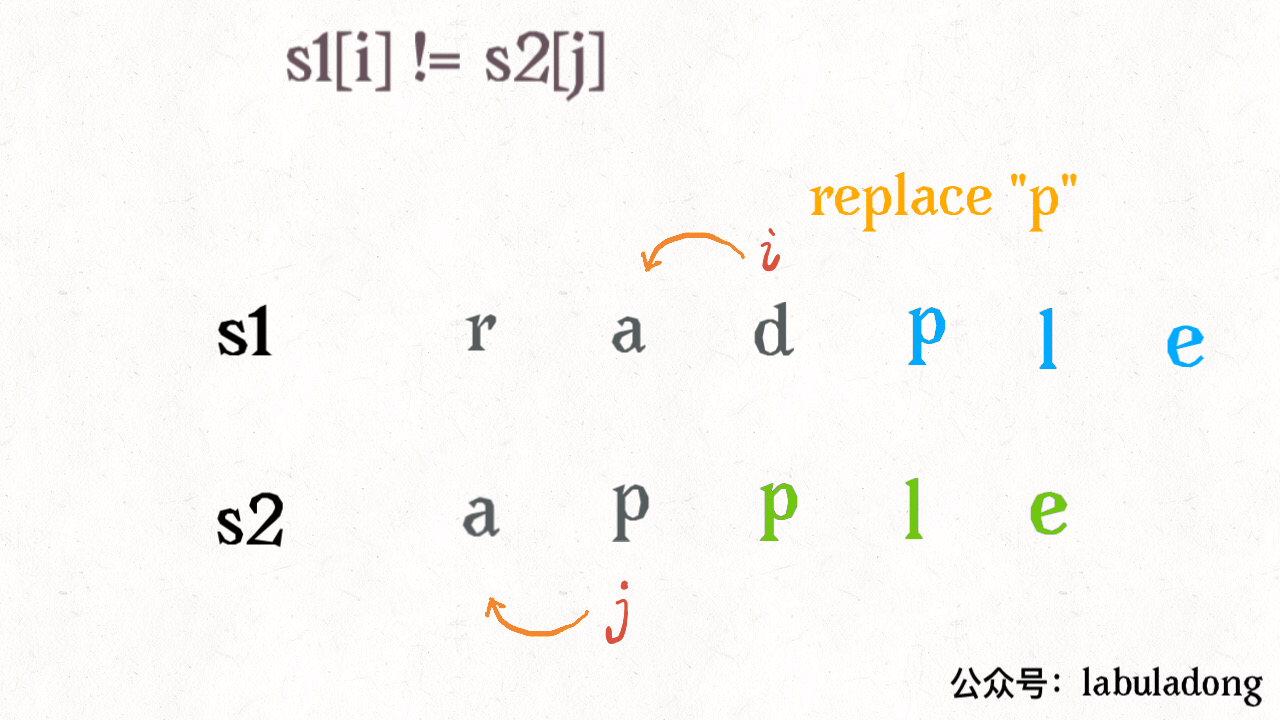 s1[i] != s2[j]
replace "p"
i
s1 r a d p l e
s2 a p p l e
j
公众号：labuladong